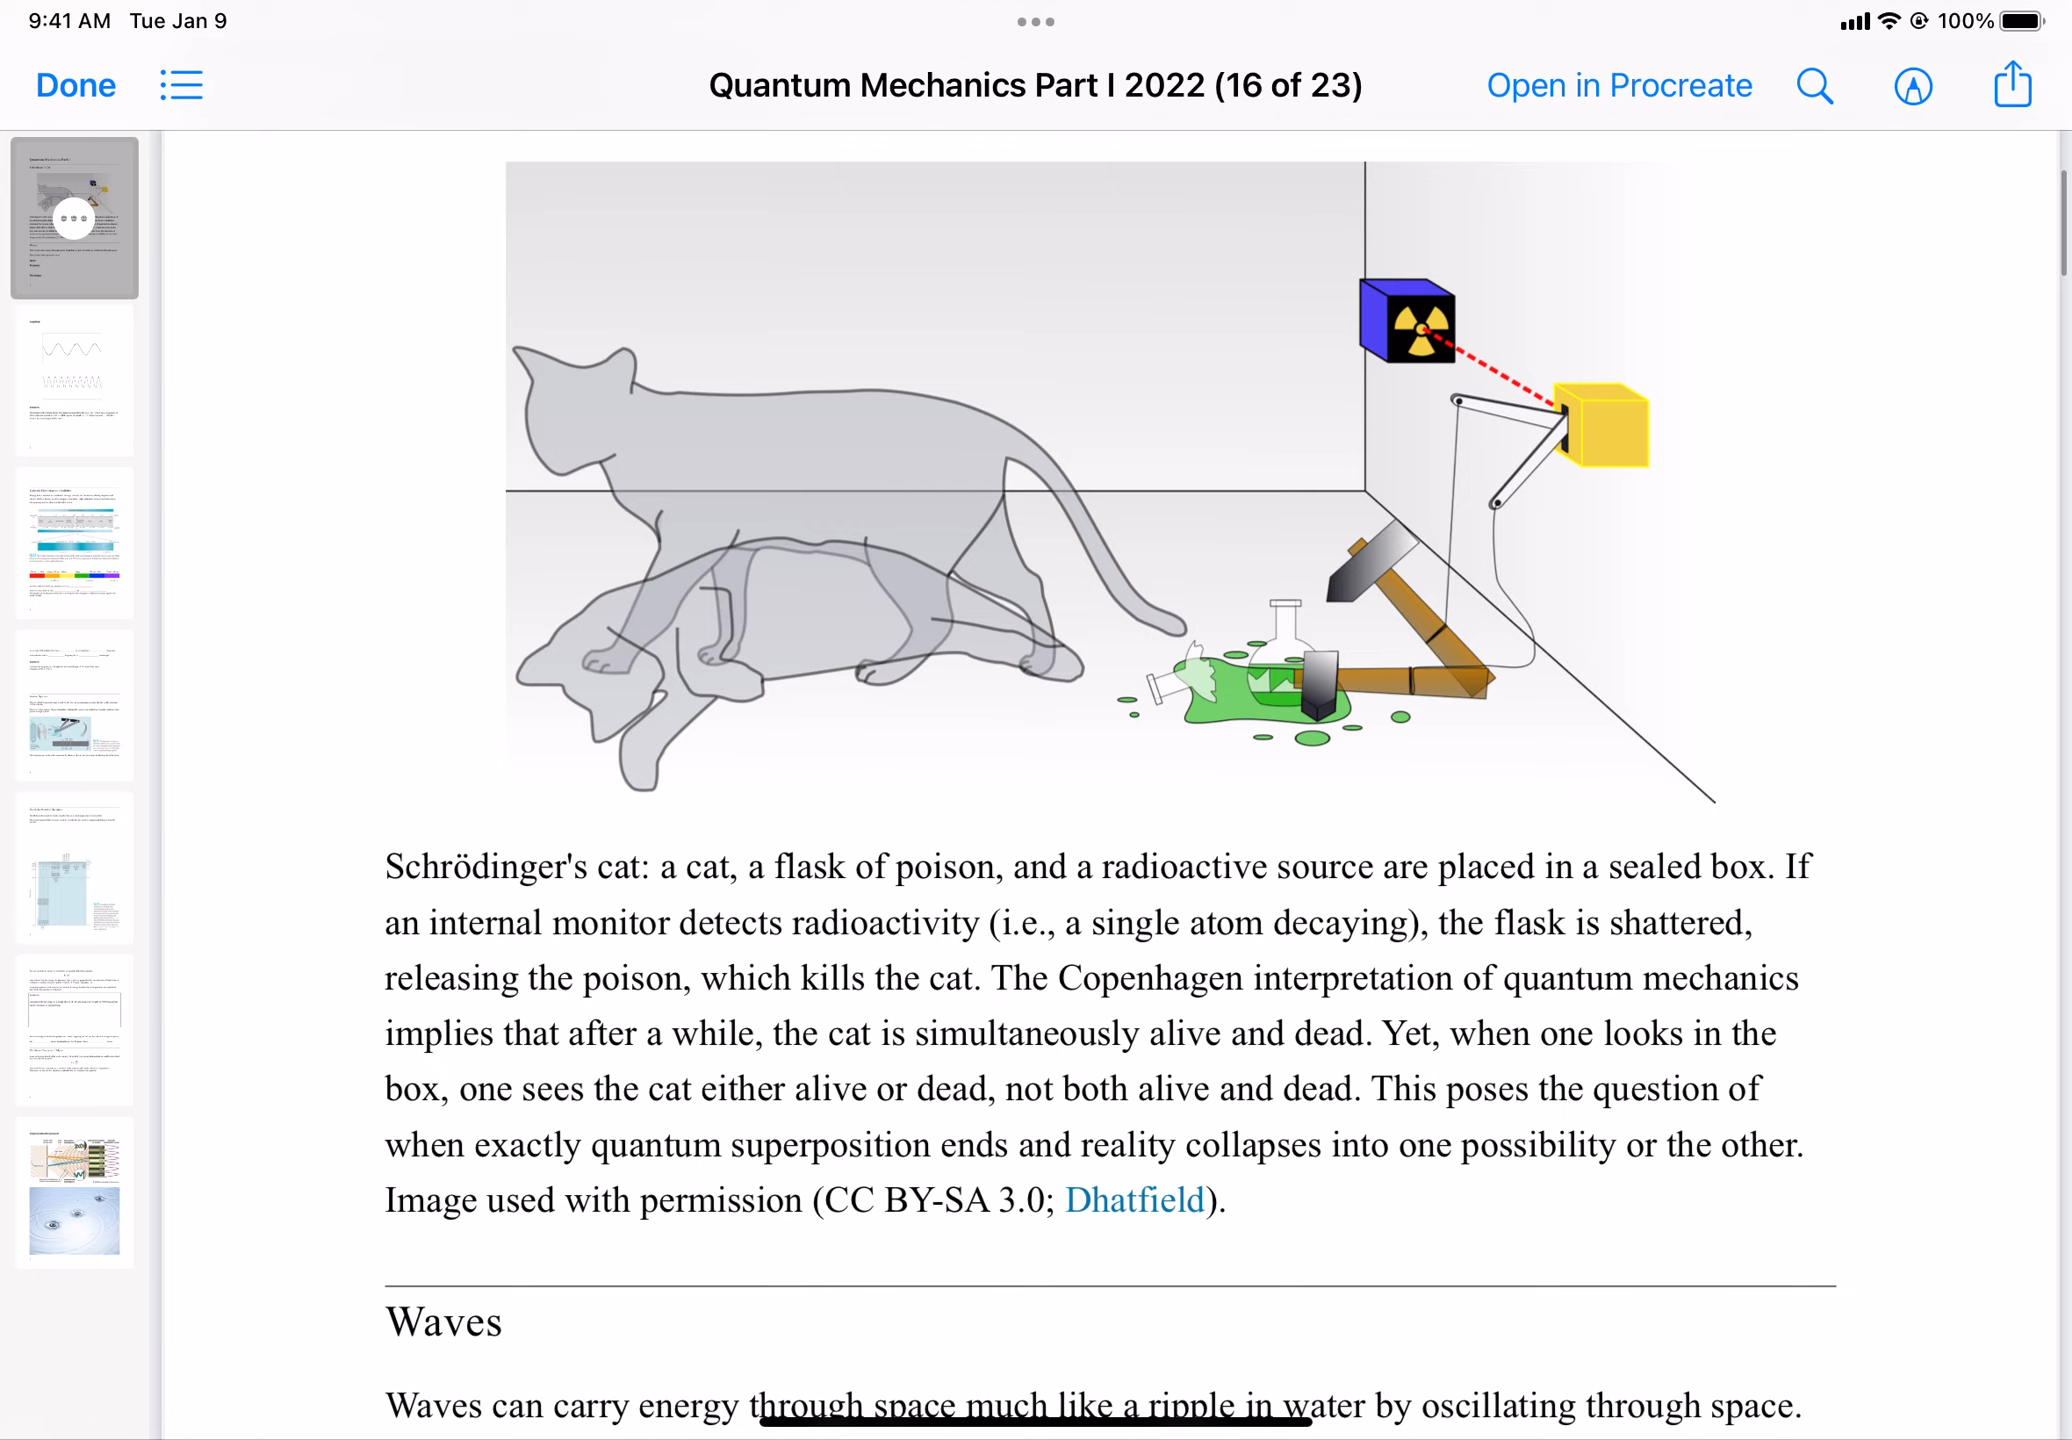 9:41 AM Tue Jan 9
100%
Done
Quantum Mechanics Part I 2022 (16 of 23)
Open in Procreate
Schrödinger's cat: a cat, a flask of poison, and a radioactive source are placed in a sealed box. If
an internal monitor detects radioactivity (i.e., a single atom decaying), the flask is shattered,
releasing the poison, which kills the cat. The Copenhagen interpretation of quantum mechanics
implies that after a while, the cat is simultaneously alive and dead. Yet, when one looks in the
box, one sees the cat either alive or dead, not both alive and dead. This poses the question of
when exactly quantum superposition ends and reality collapses into one possibility or the other.
Image used with permission (CC BY-SA 3.0; Dhatfield).
Waves
Waves can carry energy through space much like a ripple in water by oscillating through space.